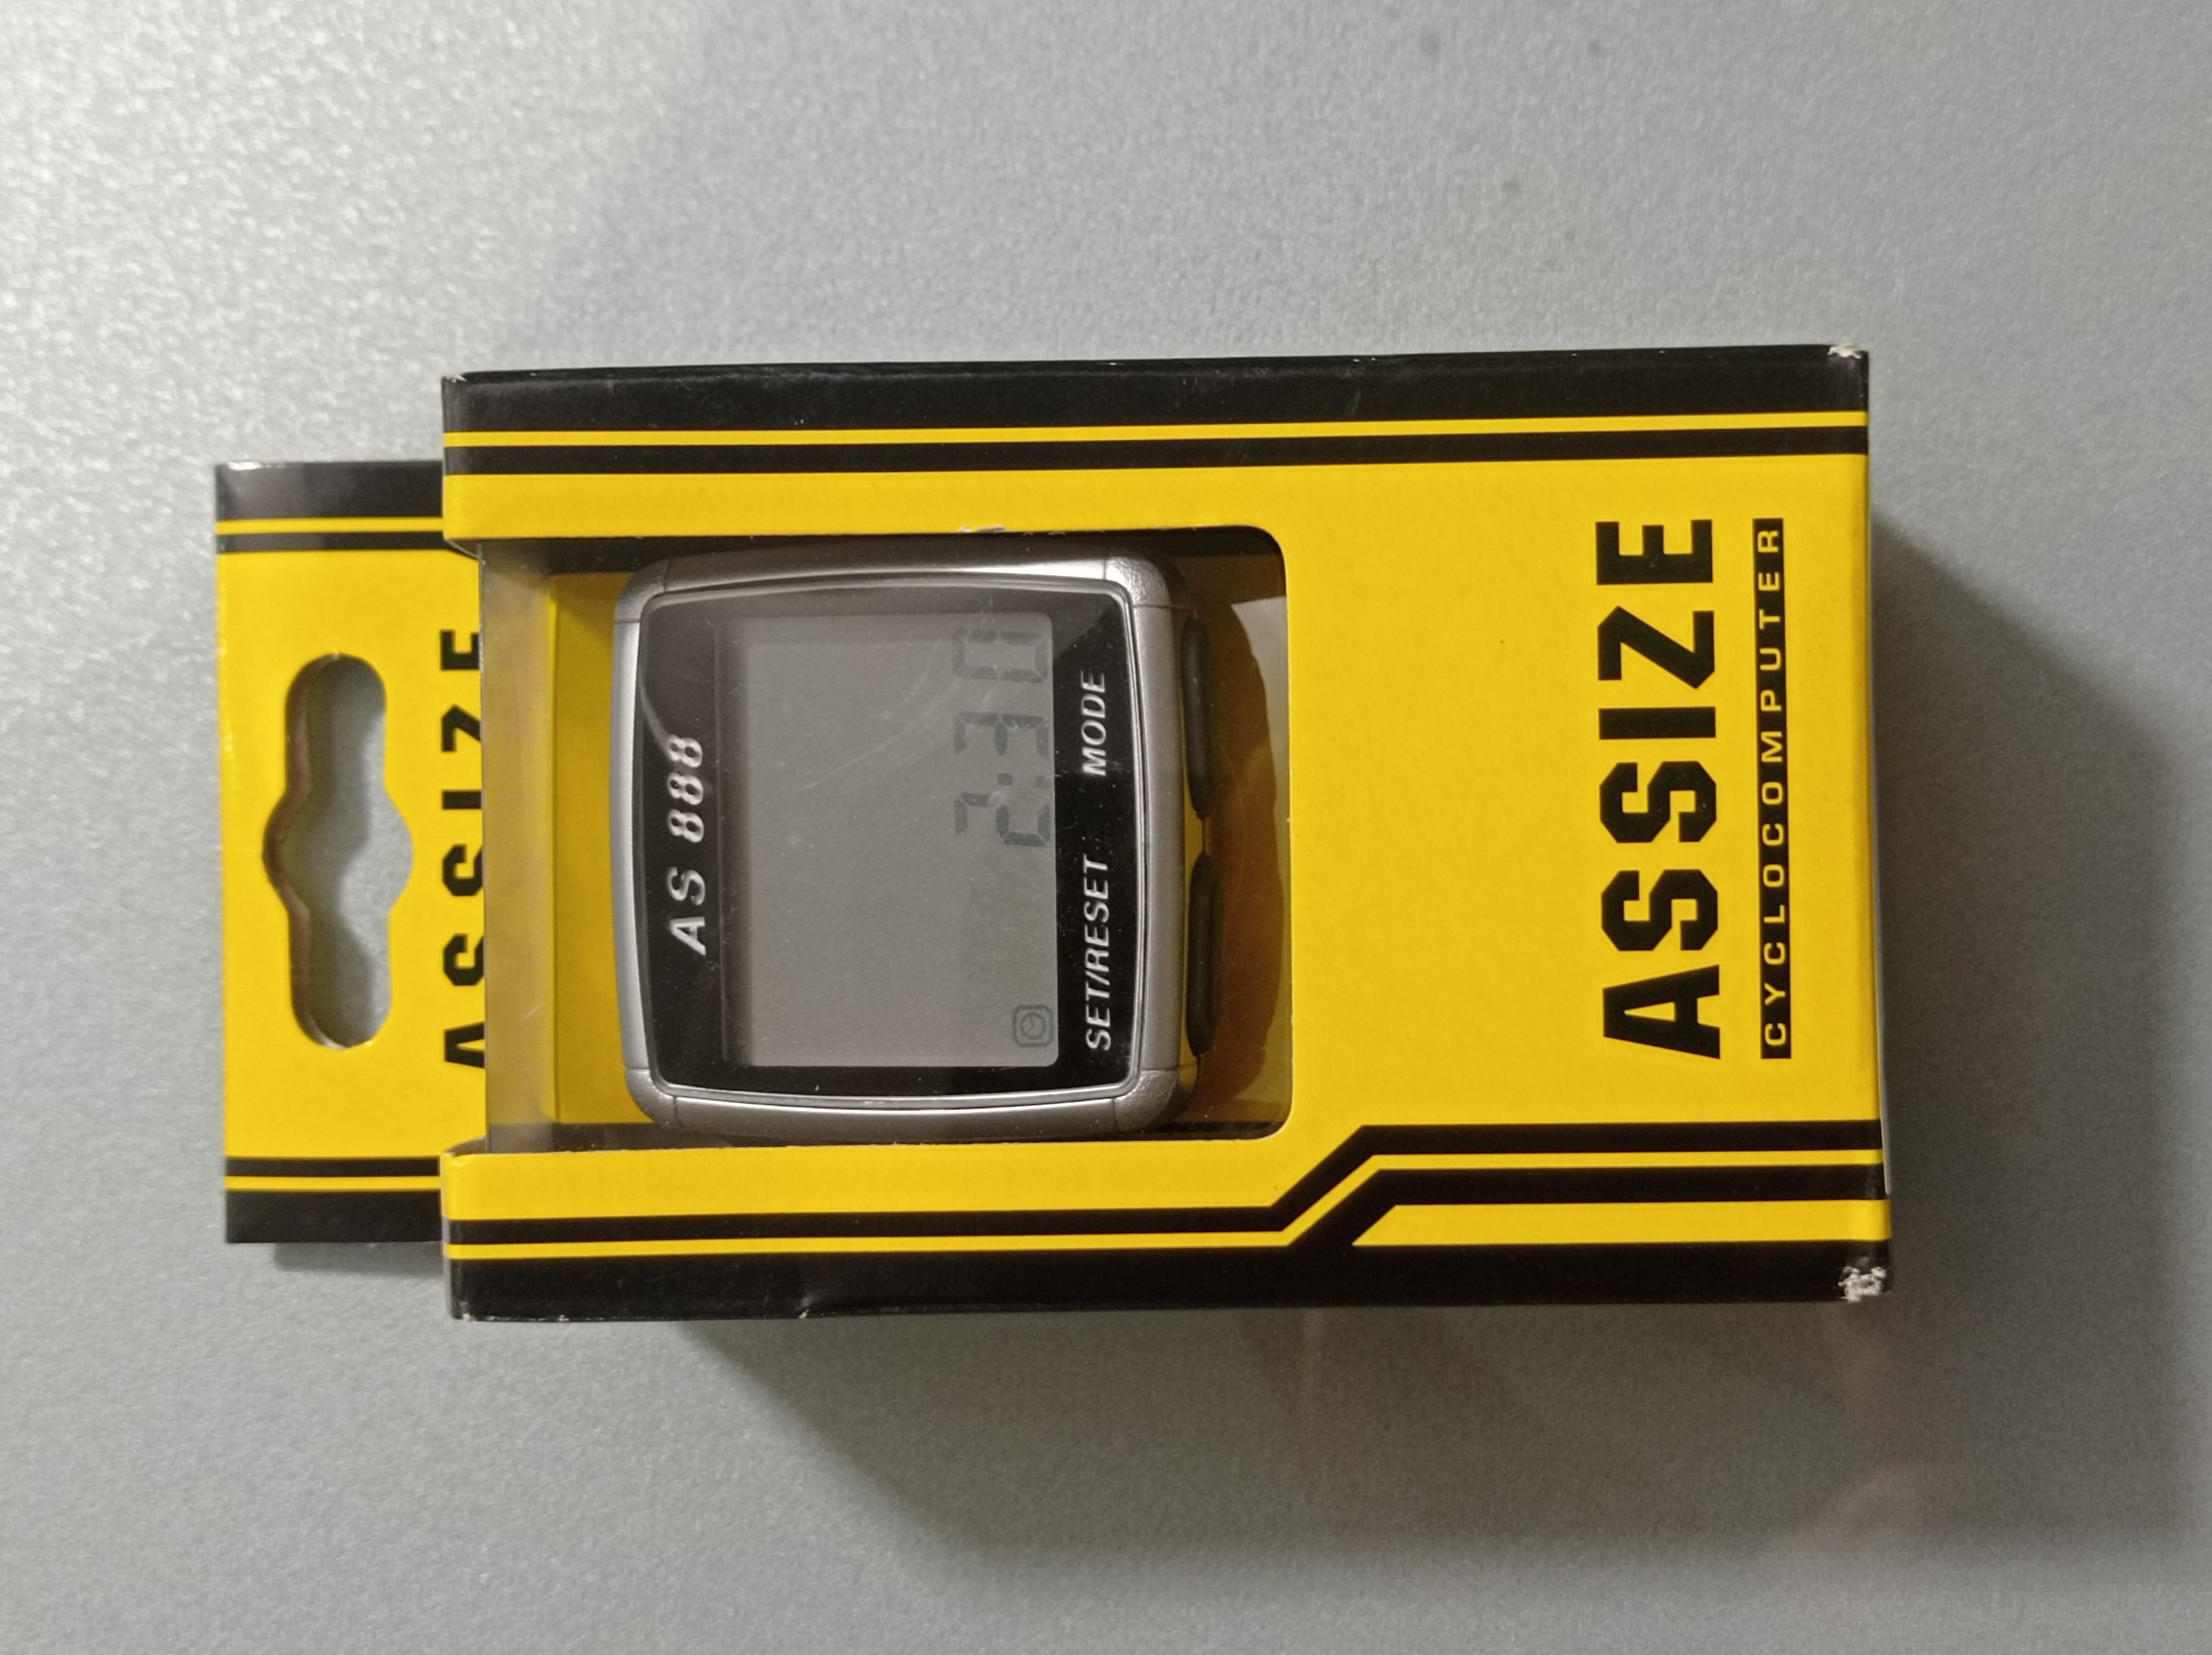 ASSIZE
AS 888
2:30
SET/RESET MODE
ASSIZE
CYCLOCOMPUTER